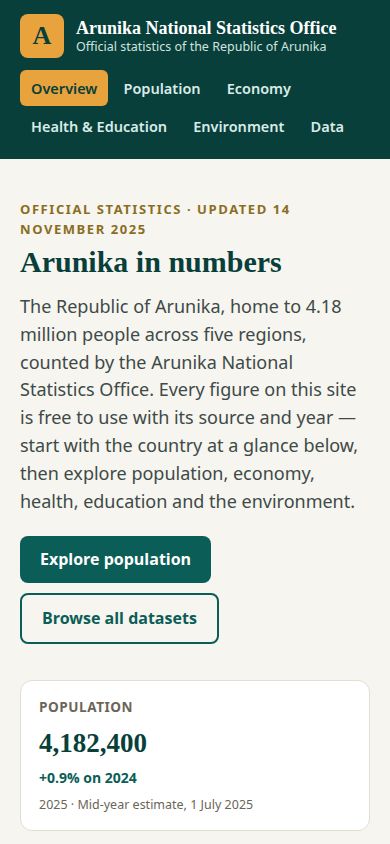 A
Arunika National Statistics Office
Official statistics of the Republic of Arunika
Overview Population Economy
Health & Education Environment Data
OFFICIAL STATISTICS · UPDATED 14
NOVEMBER 2025
Arunika in numbers
The Republic of Arunika, home to 4.18
million people across five regions,
counted by the Arunika National
Statistics Office. Every figure on this site
is free to use with its source and year —
start with the country at a glance below,
then explore population, economy,
health, education and the environment.
Explore population
Browse all datasets
POPULATION
4,182,400
+0.9% on 2024
2025 · Mid-year estimate, 1 July 2025